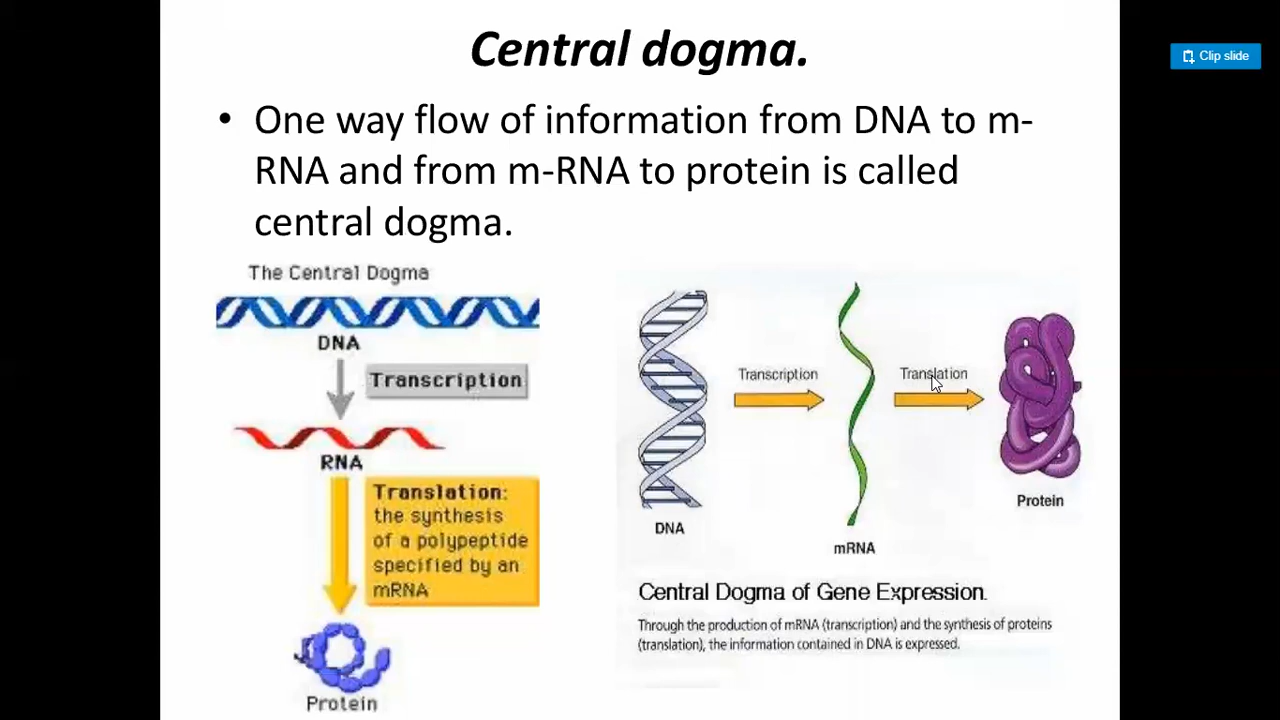 Central dogma.
Clip slide
• One way flow of information from DNA to m-
RNA and from m-RNA to protein is called
central dogma.
The Central Dogma
DNA
Transcription
RNA
Translation:
the synthesis
of a polypeptide
specified by an
mRNA
Protein
Transcription
Translation
DNA
mRNA
Protein
Central Dogma of Gene Expression.
Through the production of mRNA (transcription) and the synthesis of proteins
(translation), the information contained in DNA is expressed.